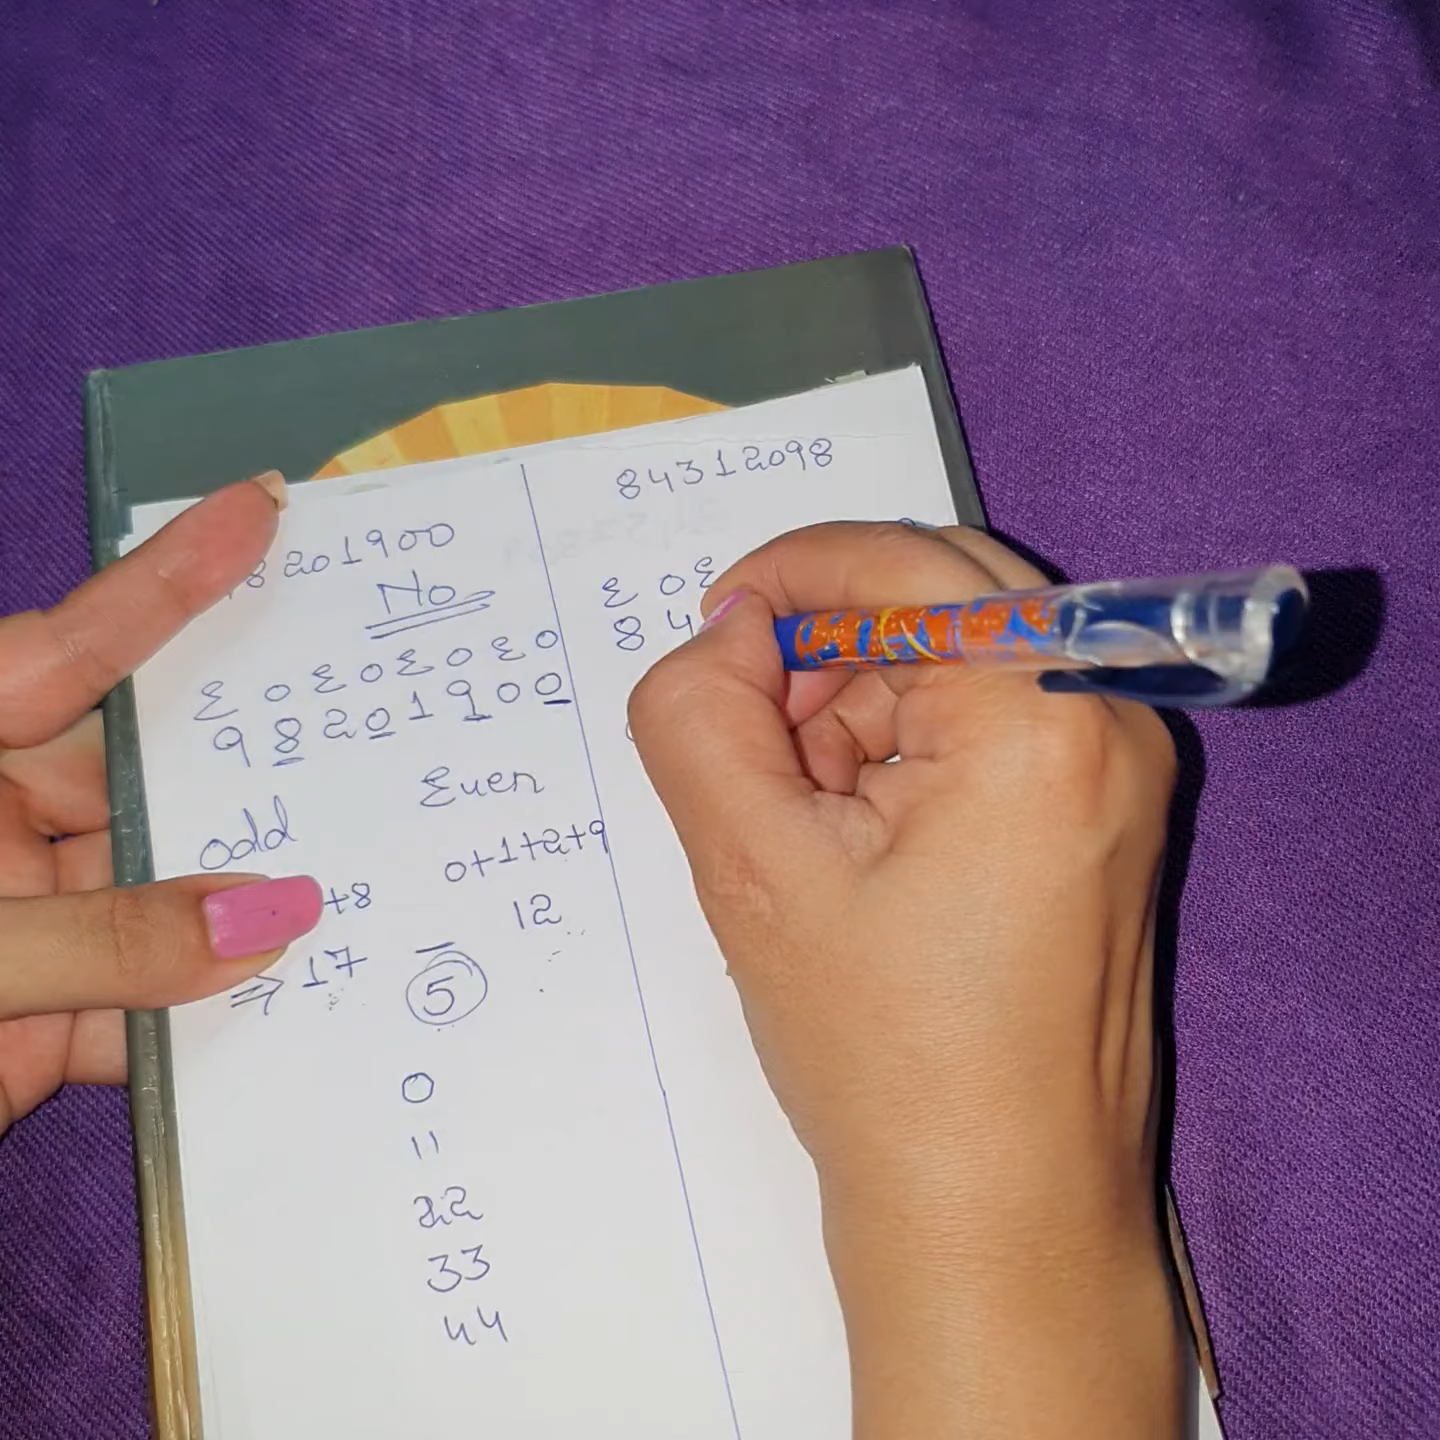 8201900
No
E O E O E O E O
9 8 2 0 1 9 0 0
odd
Even
+8
0+1+2+9
⇒ 17
12
-
5
0
11
22
33
44
84312098
E O E
8 4